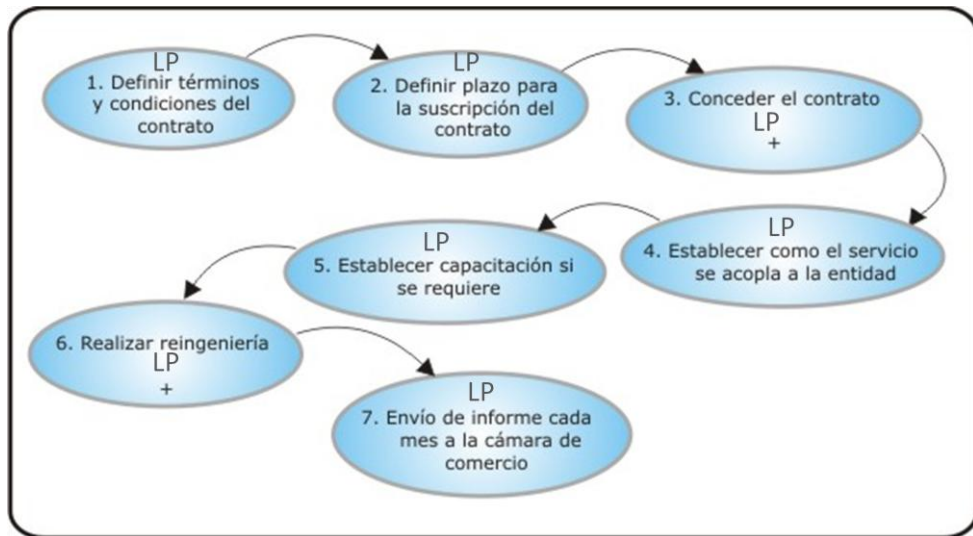 LP
1. Definir términos
y condiciones del
contrato
LP
2. Definir plazo para
la suscripción del
contrato
3. Conceder el contrato
LP
+
LP
4. Establecer como el servicio
se acopla a la entidad
LP
5. Establecer capacitación si
se requiere
6. Realizar reingeniería
LP
+
LP
7. Envío de informe cada
mes a la cámara de
comercio